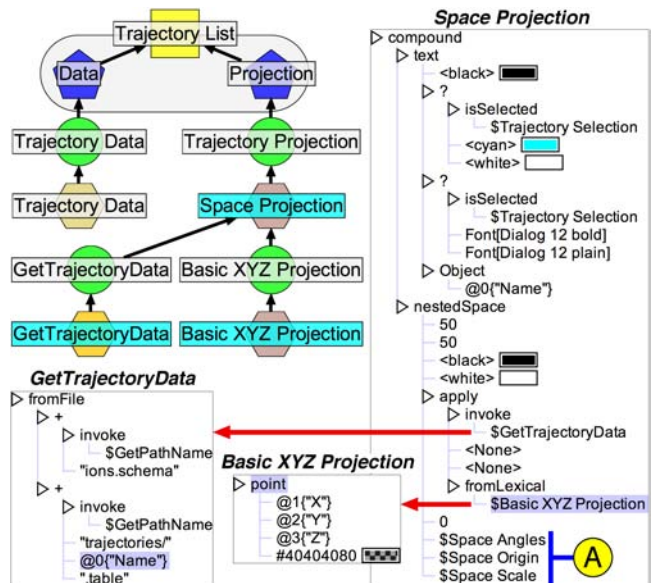 Trajectory List
Data
Projection
Trajectory Data
Trajectory Projection
Trajectory Data
Space Projection
GetTrajectoryData
Basic XYZ Projection
GetTrajectoryData
Basic XYZ Projection
GetTrajectoryData
fromFile
+
invoke
$GetPathName
"ions.schema"
+
invoke
$GetPathName
"trajectories/"
@0{"Name"}
".table"
Basic XYZ Projection
point
@1{"X"}
@2{"Y"}
@3{"Z"}
#40404080
Space Projection
compound
text
<black>
?
isSelected
$Trajectory Selection
<cyan>
<white>
?
isSelected
$Trajectory Selection
Font[Dialog 12 bold]
Font[Dialog 12 plain]
Object
@0{"Name"}
nestedSpace
50
50
<black>
<white>
apply
invoke
$GetTrajectoryData
<None>
<None>
fromLexical
$Basic XYZ Projection
0
$Space Angles
$Space Origin
$Space Scale
A